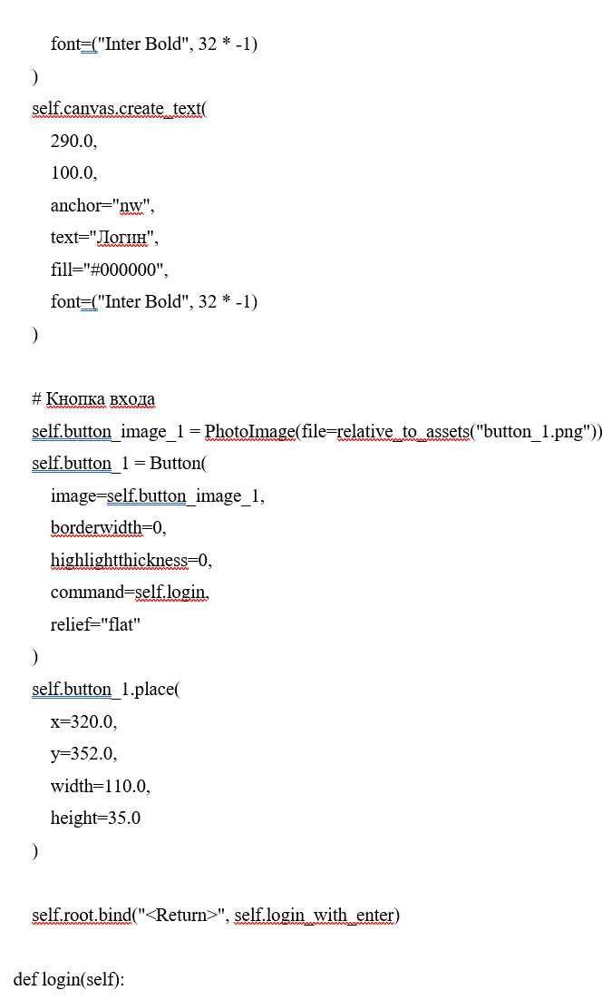 font=("Inter Bold", 32 * -1)
)
self.canvas.create_text(
290.0,
100.0,
anchor="nw",
text="Логин",
fill="#000000",
font=("Inter Bold", 32 * -1)
)
# Кнопка входа
self.button_image_1 = PhotoImage(file=relative_to_assets("button_1.png"))
self.button_1 = Button(
image=self.button_image_1,
borderwidth=0,
highlightthickness=0,
command=self.login,
relief="flat"
)
self.button_1.place(
x=320.0,
y=352.0,
width=110.0,
height=35.0
)
self.root.bind("<Return>", self.login_with_enter)
def login(self):